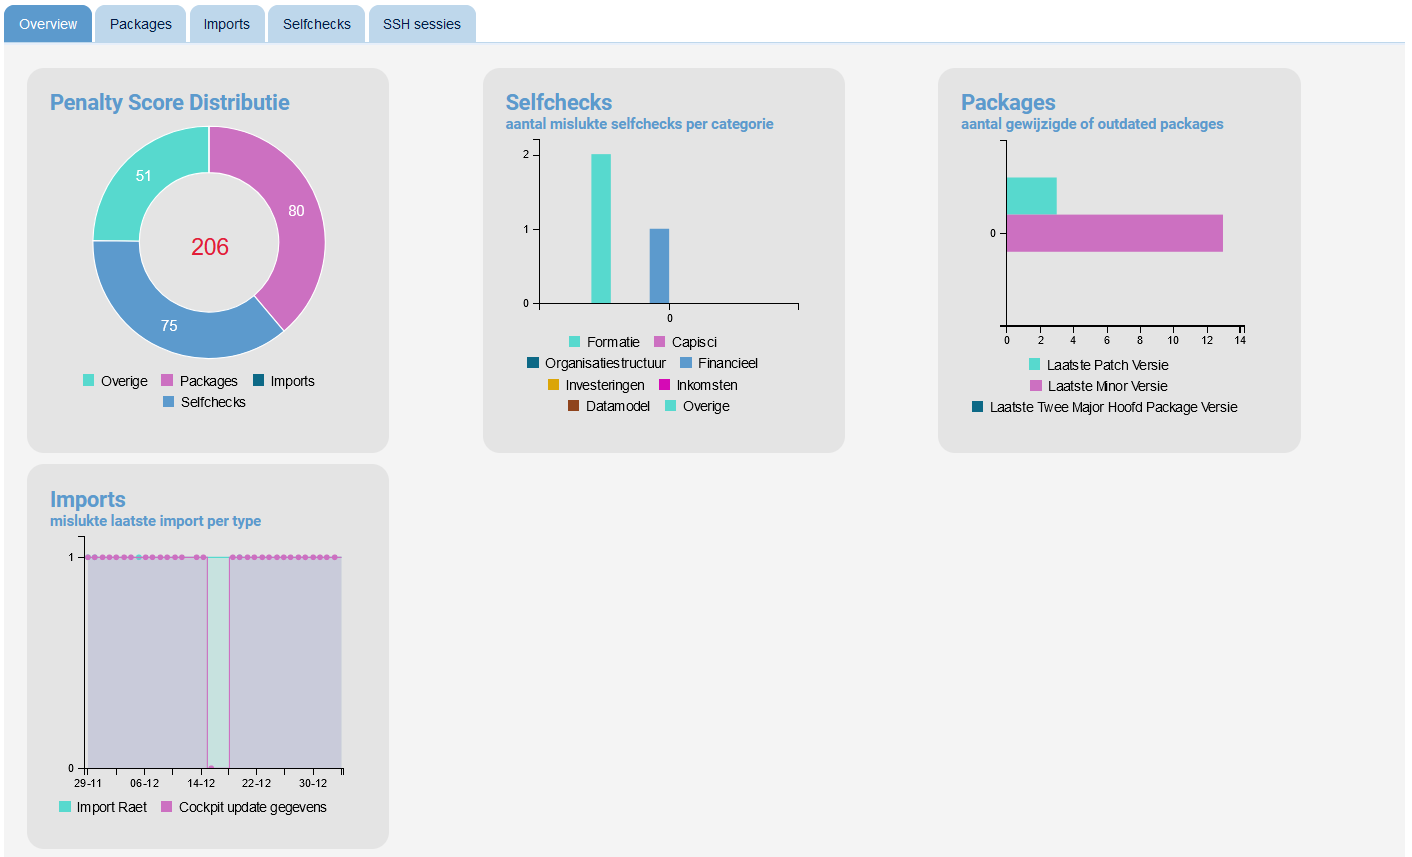 Overview Packages Imports Selfchecks SSH sessies
Penalty Score Distributie
51
80
206
75
Overige Packages Imports
Selfchecks
Selfchecks
aantal mislukte selfchecks per categorie
2
1
0
0
Formatie Capisci
Organisatiestructuur Financieel
Investeringen Inkomsten
Datamodel Overige
Packages
aantal gewijzigde of outdated packages
0
0 2 4 6 8 10 12 14
Laatste Patch Versie
Laatste Minor Versie
Laatste Twee Major Hoofd Package Versie
Imports
mislukte laatste import per type
1
0
29-11 06-12 14-12 22-12 30-12
Import Raet Cockpit update gegevens